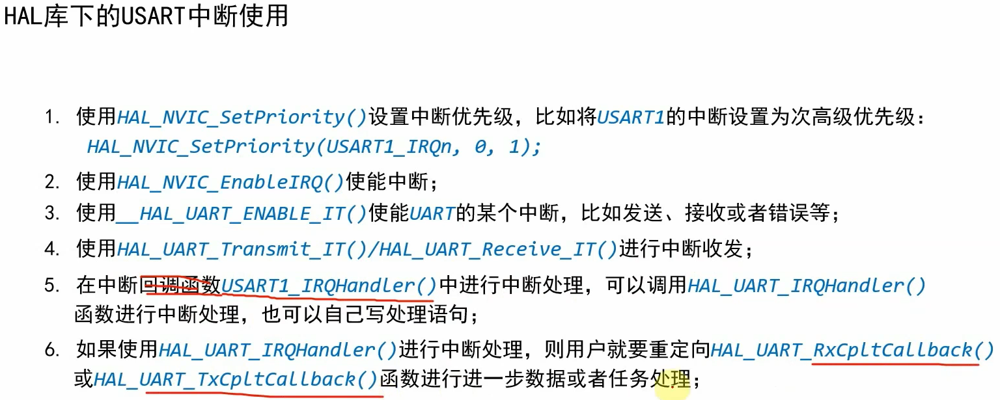 HAL库下的USART中断使用
1. 使用HAL_NVIC_SetPriority()设置中断优先级，比如将USART1的中断设置为次高级优先级：
HAL_NVIC_SetPriority(USART1_IRQn, 0, 1);
2. 使用HAL_NVIC_EnableIRQ()使能中断；
3. 使用__HAL_UART_ENABLE_IT()使能UART的某个中断，比如发送、接收或者错误等；
4. 使用HAL_UART_Transmit_IT()/HAL_UART_Receive_IT()进行中断收发；
5. 在中断回调函数USART1_IRQHandler()中进行中断处理，可以调用HAL_UART_IRQHandler()
函数进行中断处理，也可以自己写处理语句；
6. 如果使用HAL_UART_IRQHandler()进行中断处理，则用户就要重定向HAL_UART_RxCpltCallback()
或HAL_UART_TxCpltCallback()函数进行进一步数据或者任务处理；